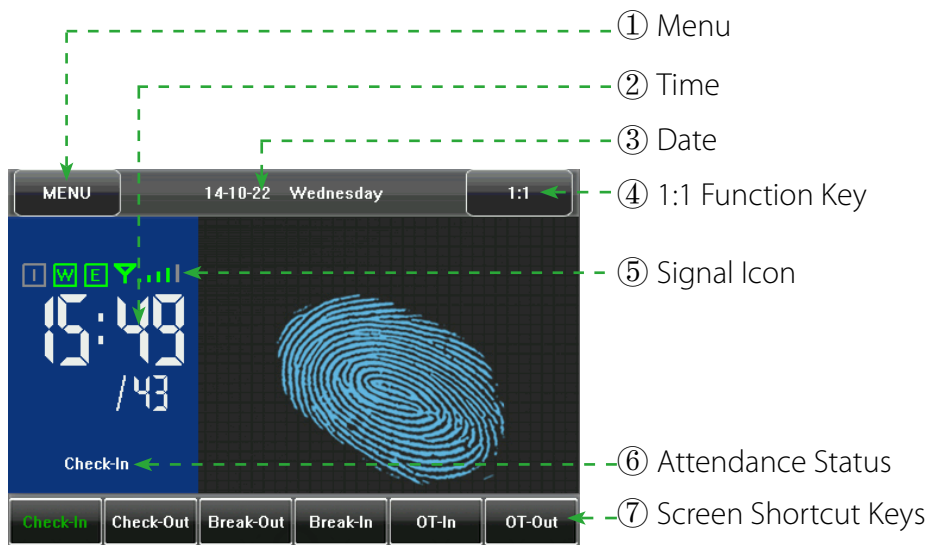 ① Menu
② Time
③ Date
MENU 14-10-22 Wednesday 1:1
④ 1:1 Function Key
I W E
⑤ Signal Icon
15:49
/43
Check-In
⑥ Attendance Status
Check-In Check-Out Break-Out Break-In OT-In OT-Out
⑦ Screen Shortcut Keys